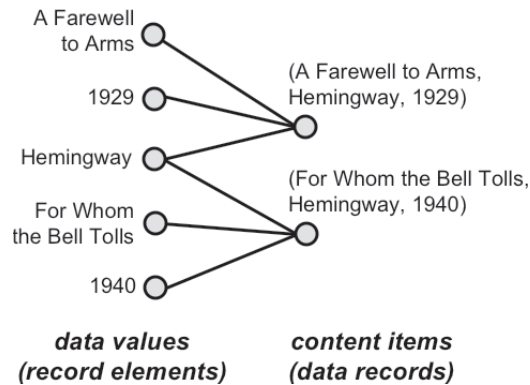 A Farewell
to Arms
1929
Hemingway
For Whom
the Bell Tolls
1940
(A Farewell to Arms,
Hemingway, 1929)
(For Whom the Bell Tolls,
Hemingway, 1940)
data values
(record elements)
content items
(data records)